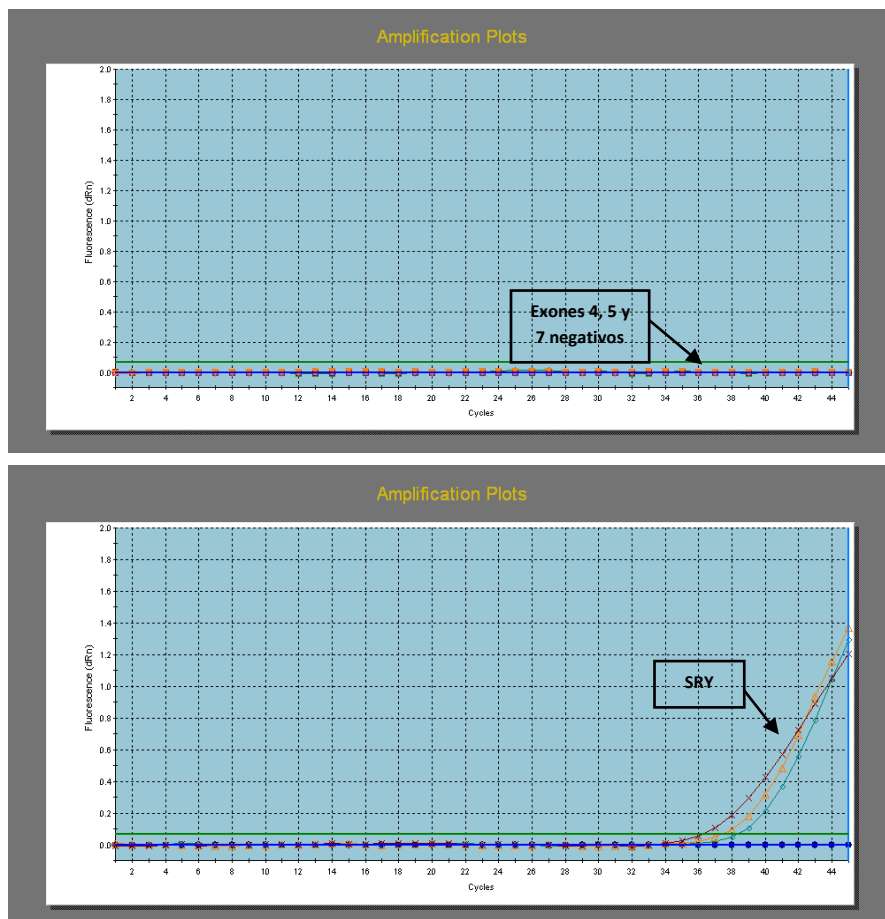 Amplification Plots
2.0
1.8
1.6
1.4
1.2
1.0
0.8
0.6
0.4
0.2
0.0
Fluorescence (dRn)
Exones 4, 5 y
7 negativos
2 4 6 8 10 12 14 16 18 20 22 24 26 28 30 32 34 36 38 40 42 44
Cycles
Amplification Plots
2.0
1.8
1.6
1.4
1.2
1.0
0.8
0.6
0.4
0.2
0.0
Fluorescence (dRn)
SRY
2 4 6 8 10 12 14 16 18 20 22 24 26 28 30 32 34 36 38 40 42 44
Cycles